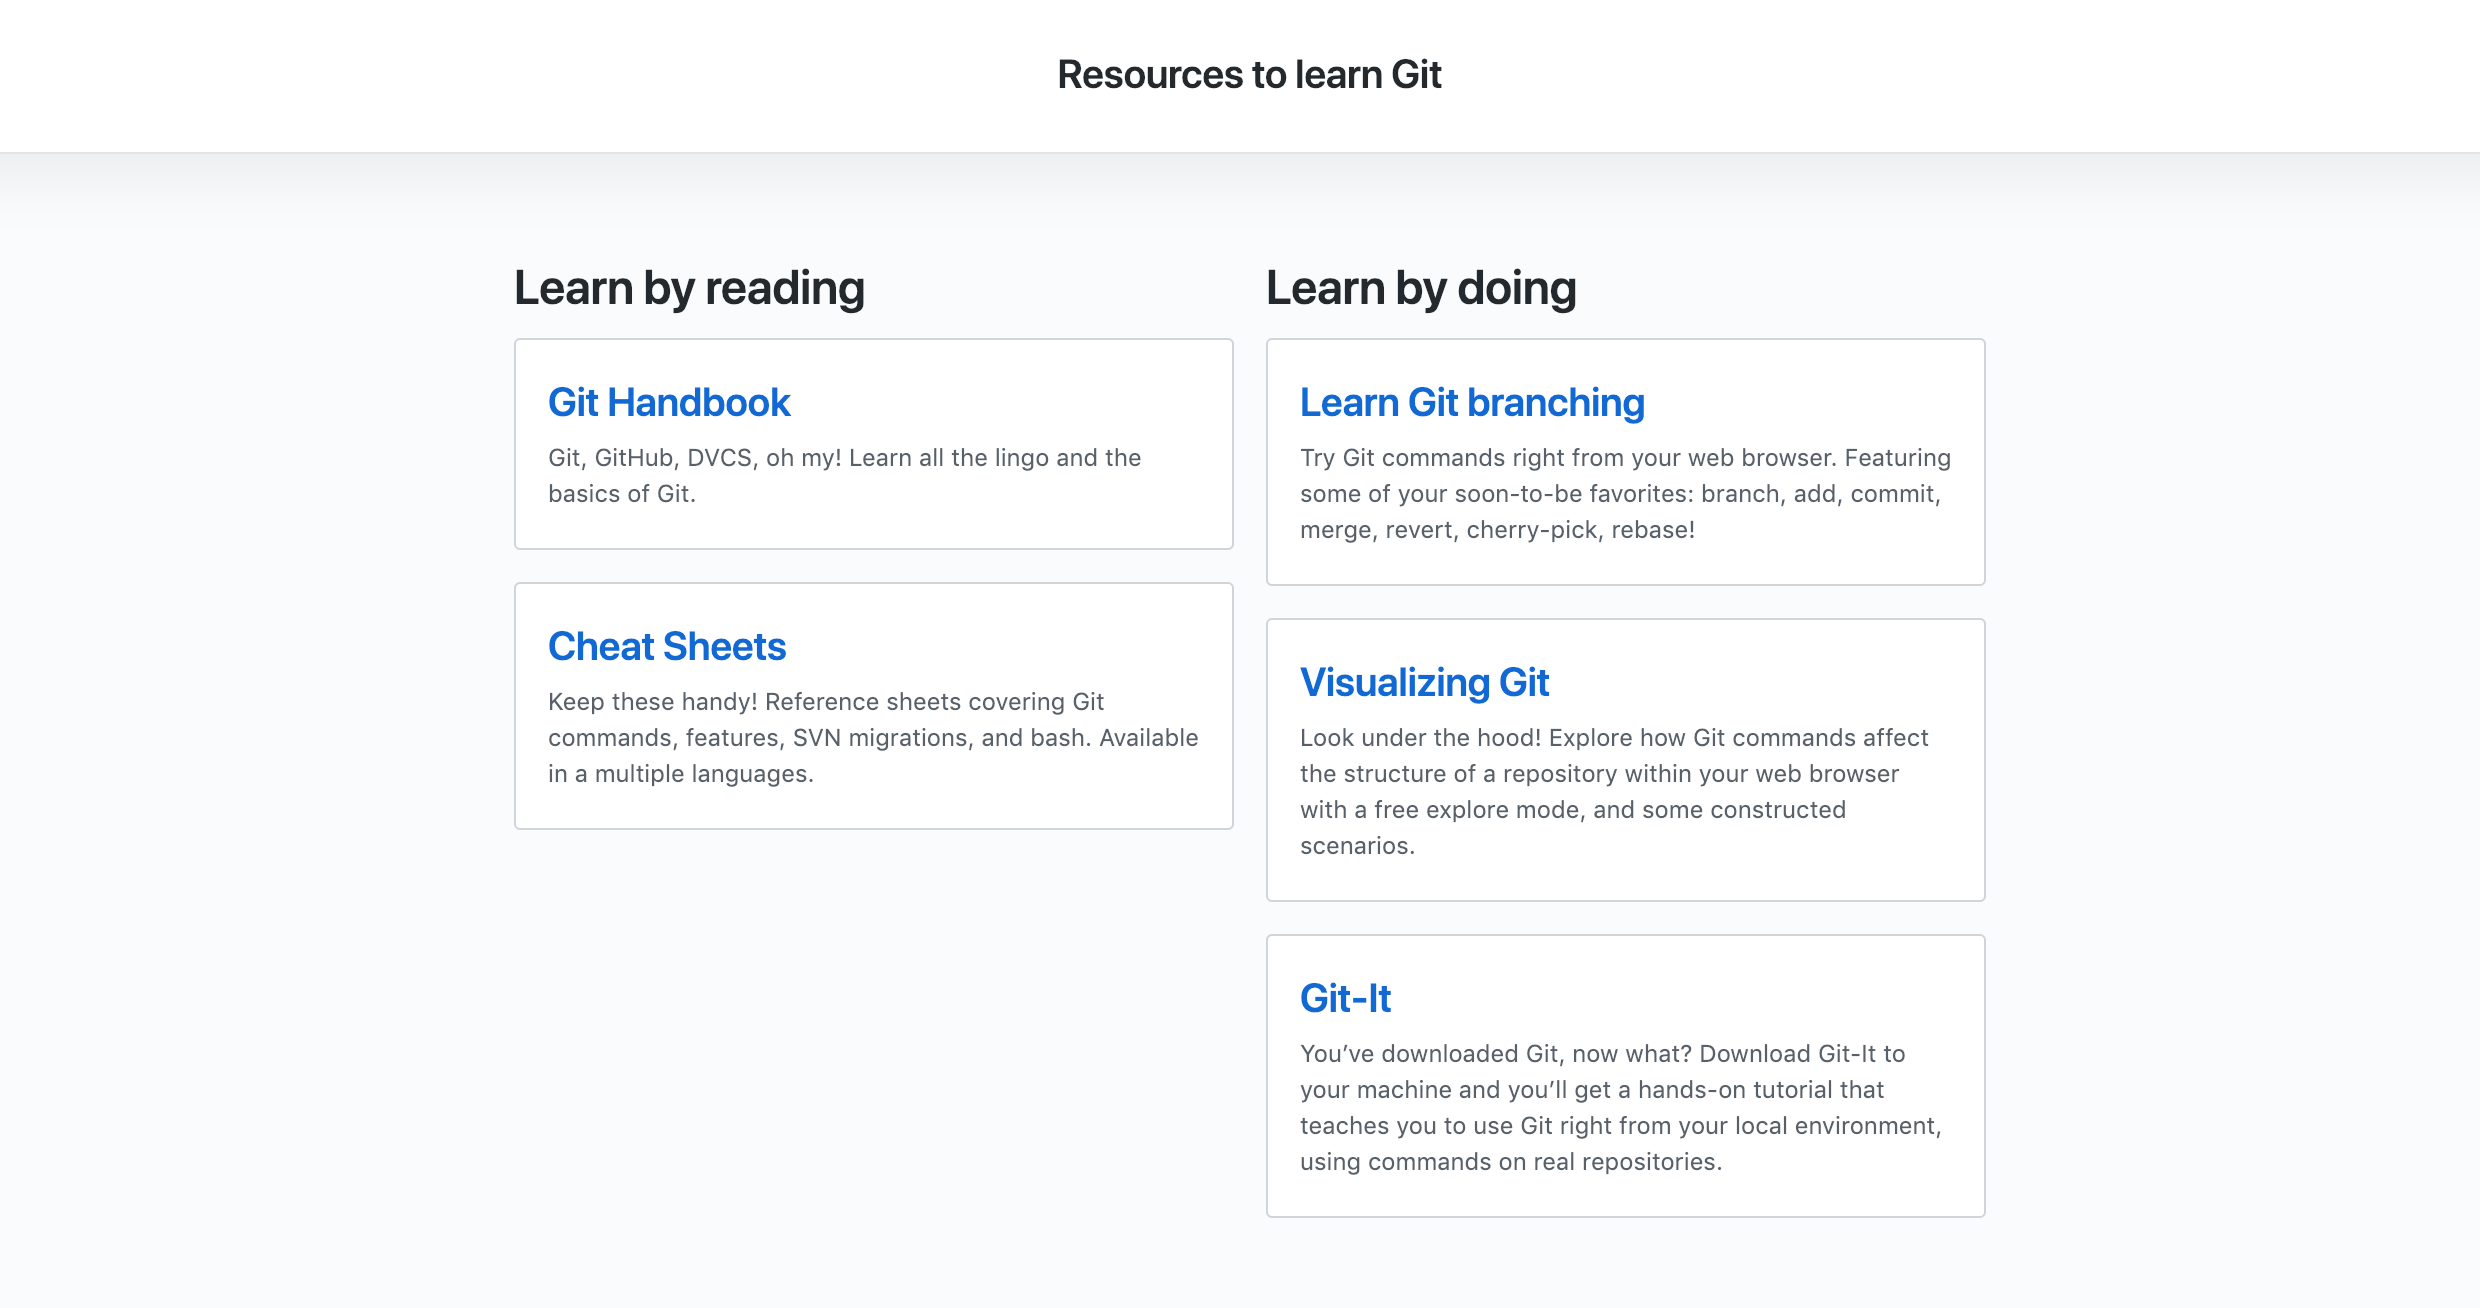 Resources to learn Git
Learn by reading
Git Handbook
Git, GitHub, DVCS, oh my! Learn all the lingo and the
basics of Git.
Cheat Sheets
Keep these handy! Reference sheets covering Git
commands, features, SVN migrations, and bash. Available
in a multiple languages.
Learn by doing
Learn Git branching
Try Git commands right from your web browser. Featuring
some of your soon-to-be favorites: branch, add, commit,
merge, revert, cherry-pick, rebase!
Visualizing Git
Look under the hood! Explore how Git commands affect
the structure of a repository within your web browser
with a free explore mode, and some constructed
scenarios.
Git-It
You’ve downloaded Git, now what? Download Git-It to
your machine and you’ll get a hands-on tutorial that
teaches you to use Git right from your local environment,
using commands on real repositories.